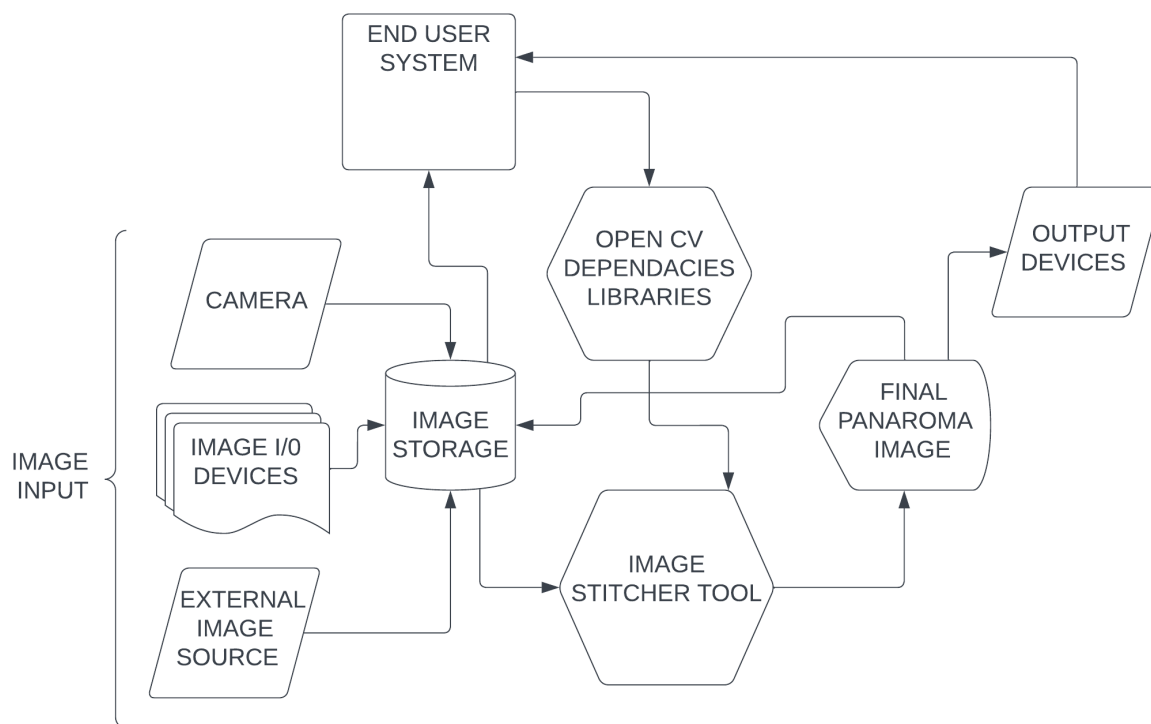 END USER
SYSTEM
OPEN CV
DEPENDACIES
LIBRARIES
OUTPUT
DEVICES
CAMERA
IMAGE
STORAGE
FINAL
PANAROMA
IMAGE
IMAGE I/0
DEVICES
IMAGE
INPUT
EXTERNAL
IMAGE
SOURCE
IMAGE
STITCHER TOOL